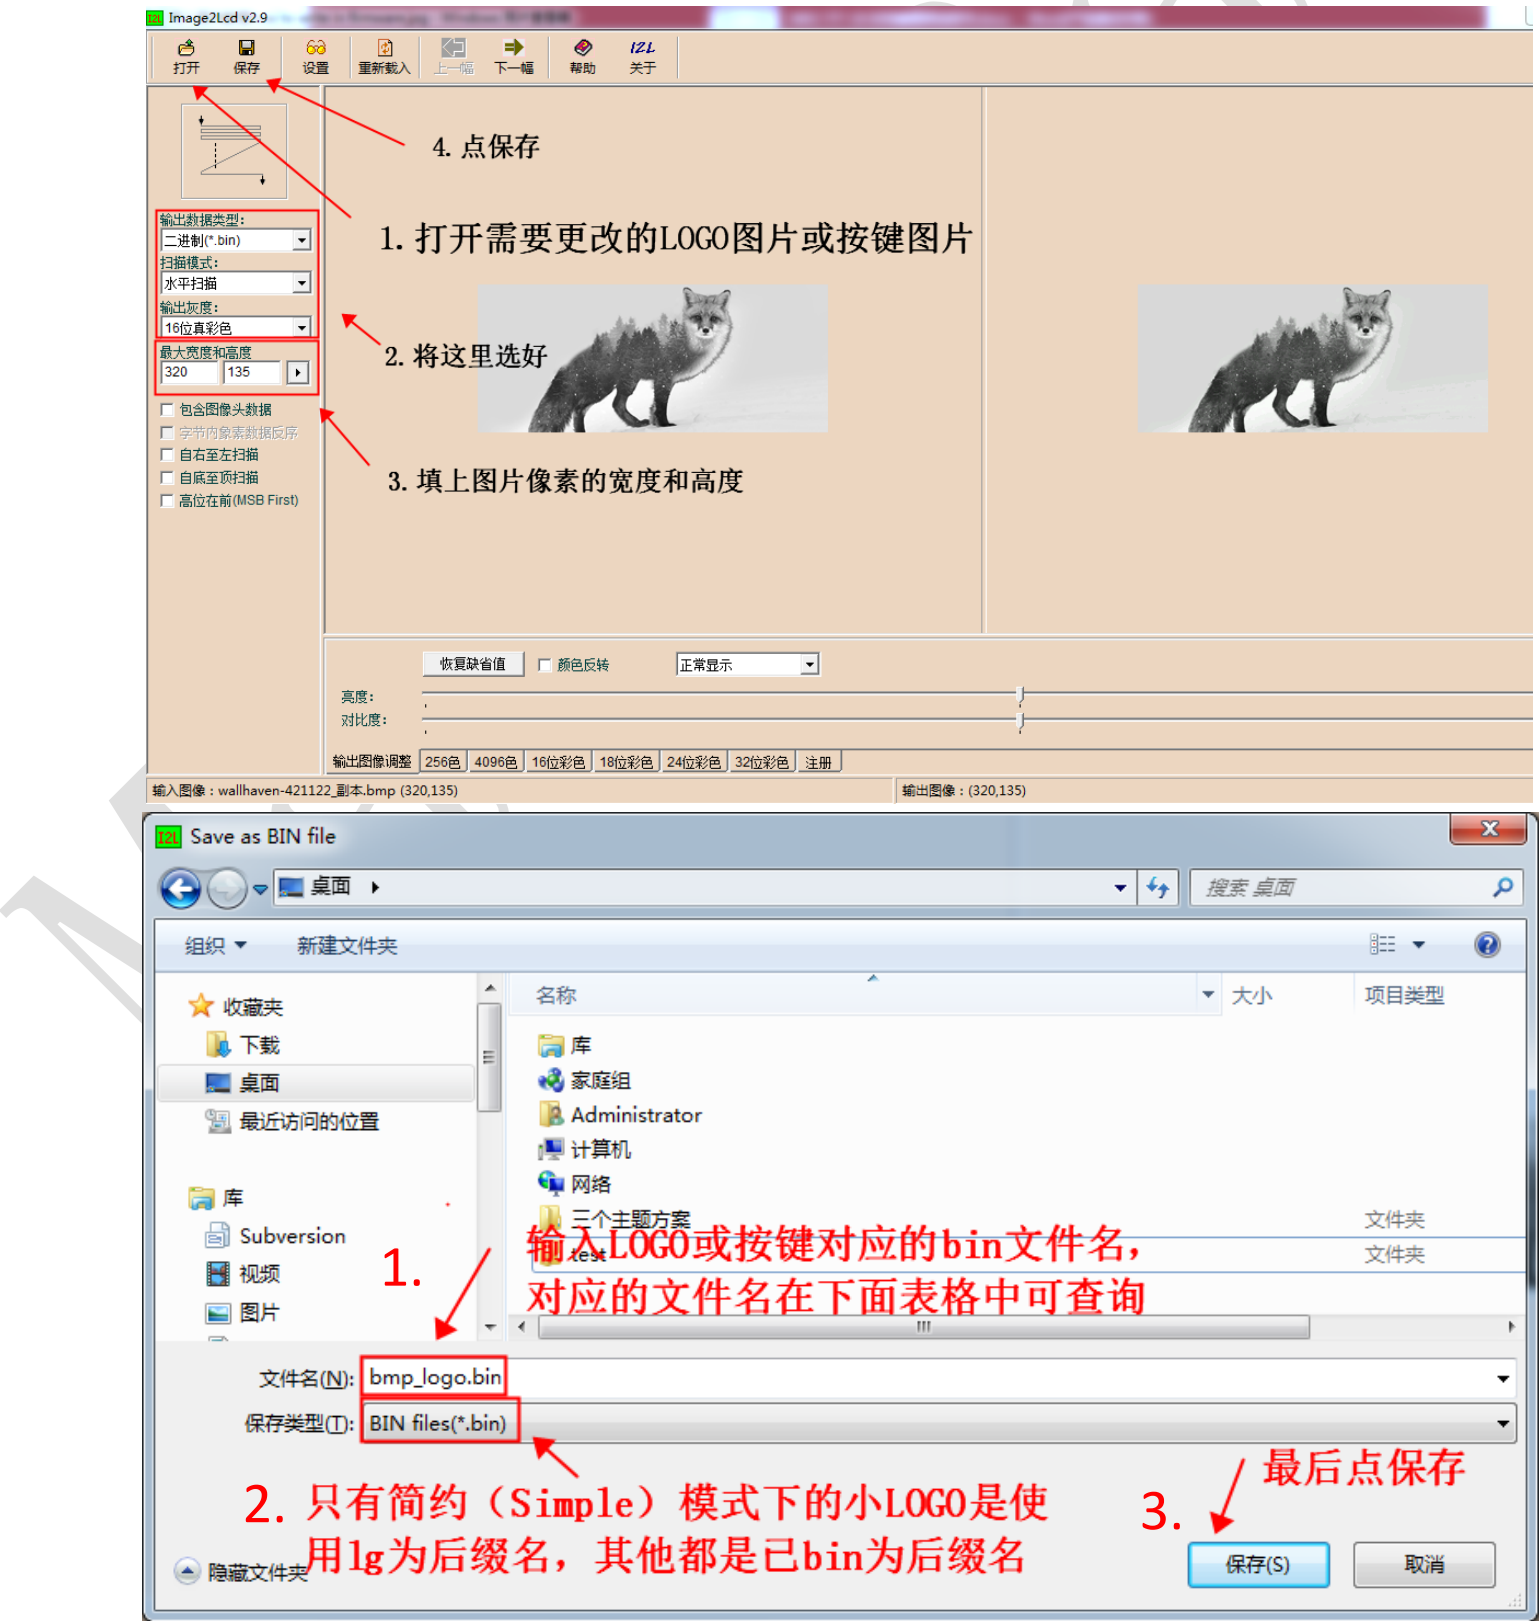 I2L Image2Lcd v2.9
打开 保存 设置 重新载入 上一幅 下一幅 帮助 I2L 关于
4. 点保存
1. 打开需要更改的LOGO图片或按键图片
输出数据类型:
二进制(*.bin)
扫描模式:
水平扫描
输出灰度:
16位真彩色
2. 将这里选好
最大宽度和高度
320 135
包含图像头数据
字节内象素数据反序
自右至左扫描
自底至顶扫描
高位在前(MSB First)
3. 填上图片像素的宽度和高度
恢复缺省值 颜色反转 正常显示
亮度:
对比度:
输出图像调整 256色 4096色 16位彩色 18位彩色 24位彩色 32位彩色 注册
输入图像：wallhaven-421122_副本.bmp (320,135) 输出图像：(320,135)
I2L Save as BIN file
桌面 搜索 桌面
组织 新建文件夹
名称 大小 项目类型
收藏夹
下载
桌面
最近访问的位置
库
Subversion
视频
图片
库
家庭组
Administrator
计算机
网络
三个主题方案 文件夹
test 文件夹
1. 输入LOGO或按键对应的bin文件名，
对应的文件名在下面表格中可查询
文件名(N): bmp_logo.bin
保存类型(T): BIN files(*.bin)
2. 只有简约（Simple）模式下的小LOGO是使
用lg为后缀名，其他都是已bin为后缀名
3. 最后点保存
隐藏文件夹 保存(S) 取消